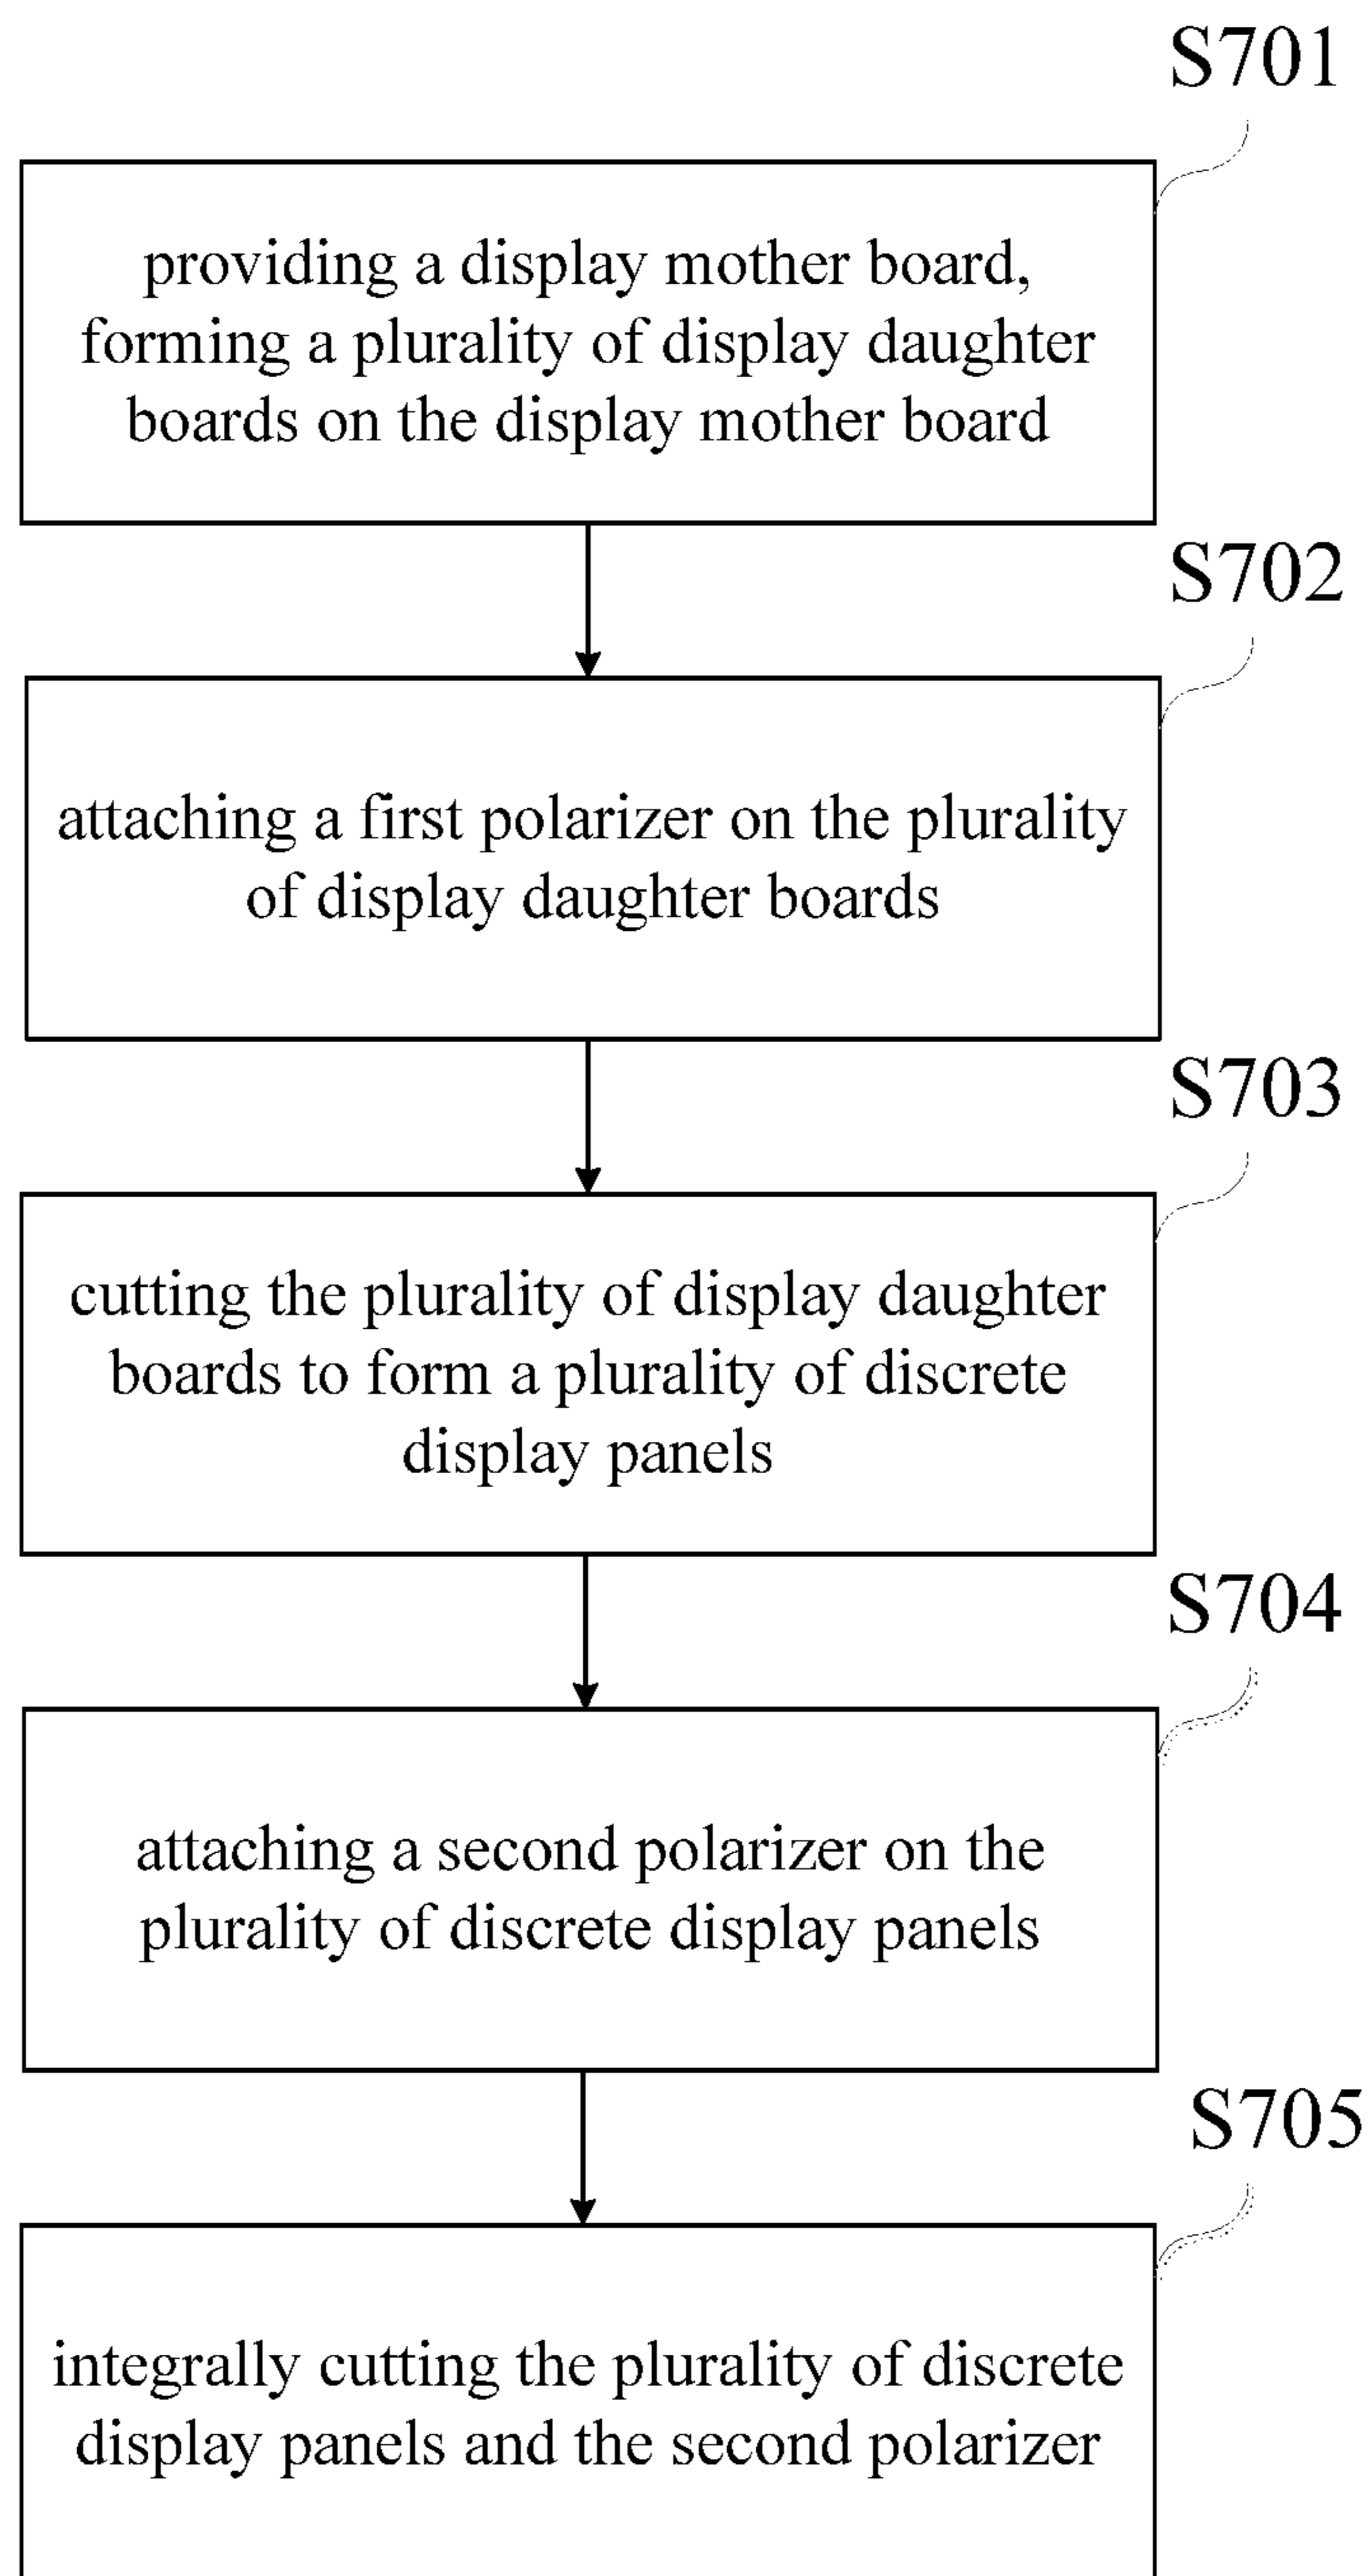 S701
providing a display mother board,
forming a plurality of display daughter
boards on the display mother board
S702
attaching a first polarizer on the plurality
of display daughter boards
S703
cutting the plurality of display daughter
boards to form a plurality of discrete
display panels
S704
attaching a second polarizer on the
plurality of discrete display panels
S705
integrally cutting the plurality of discrete
display panels and the second polarizer